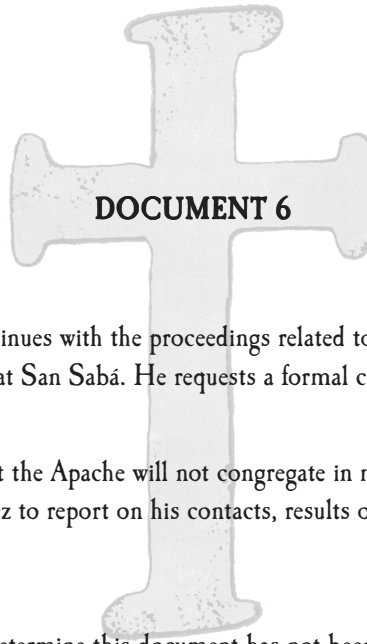 DOCUMENT 6
inues with the proceedings related to
at San Sabá. He requests a formal c
t the Apache will not congregate in
z to report on his contacts, results o
etermine this document has not been